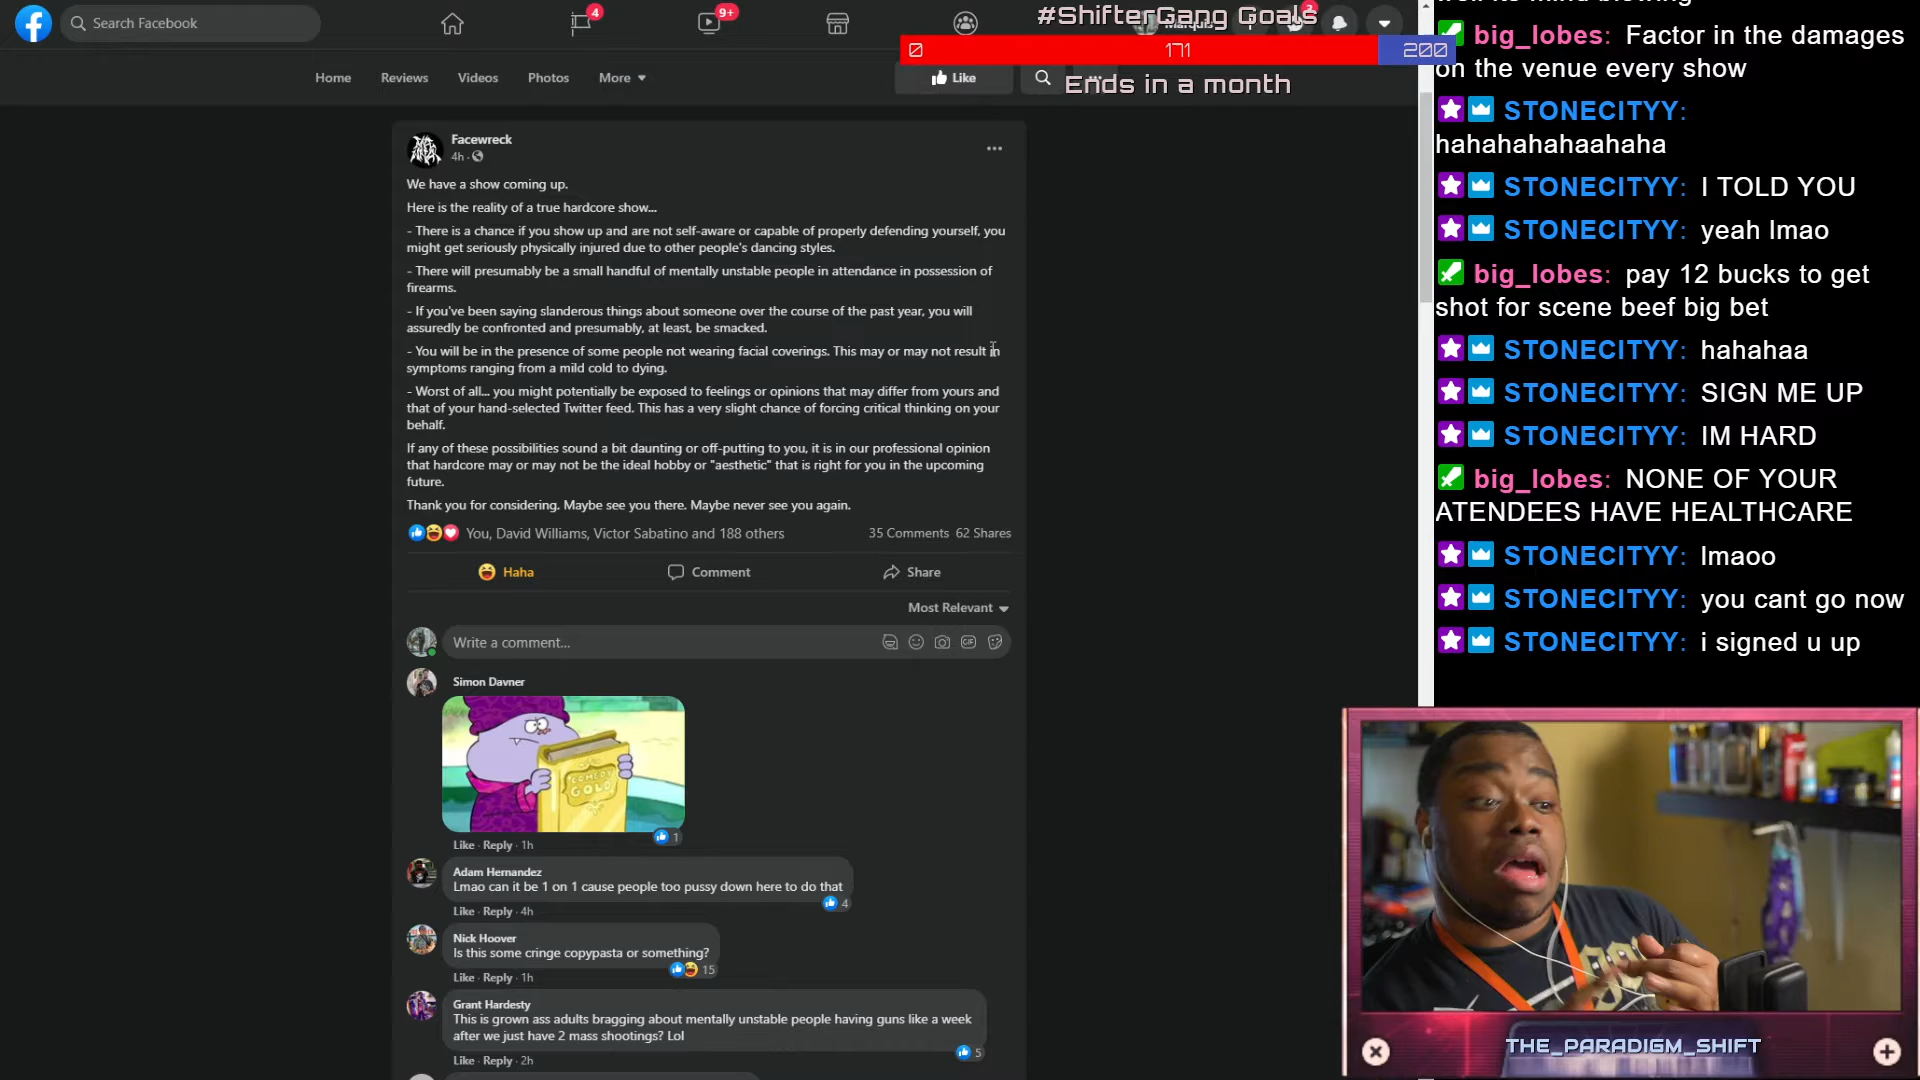 Search Facebook
4
9+
#ShifterGang Goals
0
171
200
Ends in a month
Home
Reviews
Videos
Photos
More
Like
Facewreck
4h ·
We have a show coming up.
Here is the reality of a true hardcore show...
- There is a chance if you show up and are not self-aware or capable of properly defending yourself, you
might get seriously physically injured due to other people's dancing styles.
- There will presumably be a small handful of mentally unstable people in attendance in possession of
firearms.
- If you've been saying slanderous things about someone over the course of the past year, you will
assuredly be confronted and presumably, at least, be smacked.
- You will be in the presence of some people not wearing facial coverings. This may or may not result in
symptoms ranging from a mild cold to dying.
- Worst of all... you might potentially be exposed to feelings or opinions that may differ from yours and
that of your hand-selected Twitter feed. This has a very slight chance of forcing critical thinking on your
behalf.
If any of these possibilities sound a bit daunting or off-putting to you, it is in our professional opinion
that hardcore may or may not be the ideal hobby or "aesthetic" that is right for you in the upcoming
future.
Thank you for considering. Maybe see you there. Maybe never see you again.
You, David Williams, Victor Sabatino and 188 others
35 Comments 62 Shares
Haha
Comment
Share
Most Relevant
Write a comment...
GIF
Simon Davner
COMEDY
GOLD
1
Like · Reply · 1h
Adam Hernandez
Lmao can it be 1 on 1 cause people too pussy down here to do that
4
Like · Reply · 4h
Nick Hoover
Is this some cringe copypasta or something?
15
Like · Reply · 1h
Grant Hardesty
This is grown ass adults bragging about mentally unstable people having guns like a week
after we just have 2 mass shootings? Lol
5
Like · Reply · 2h
big_lobes: Factor in the damages
on the venue every show
STONECITYY:
hahahahahaahaha
STONECITYY: I TOLD YOU
STONECITYY: yeah lmao
big_lobes: pay 12 bucks to get
shot for scene beef big bet
STONECITYY: hahahaa
STONECITYY: SIGN ME UP
STONECITYY: IM HARD
big_lobes: NONE OF YOUR
ATENDEES HAVE HEALTHCARE
STONECITYY: lmaoo
STONECITYY: you cant go now
STONECITYY: i signed u up
THE_PARADIGM_SHIFT